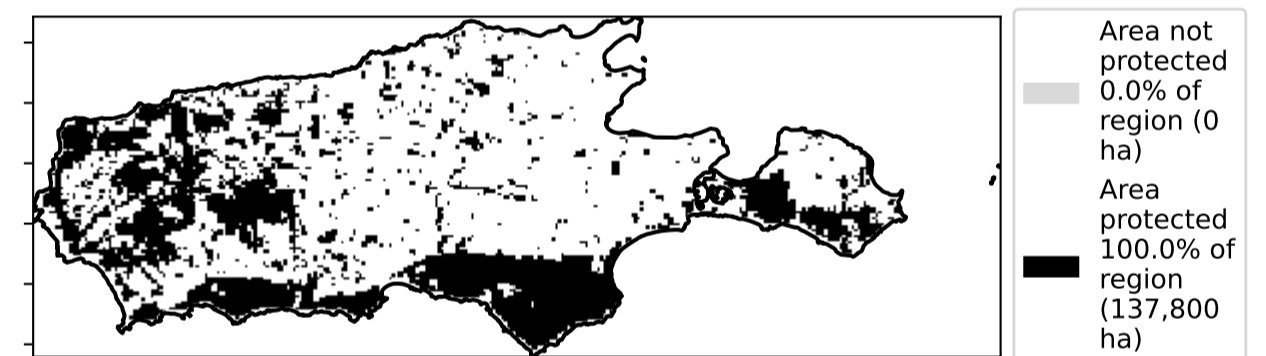 Area not
protected
0.0% of
region (0
ha)
Area
protected
100.0% of
region
(137,800
ha)